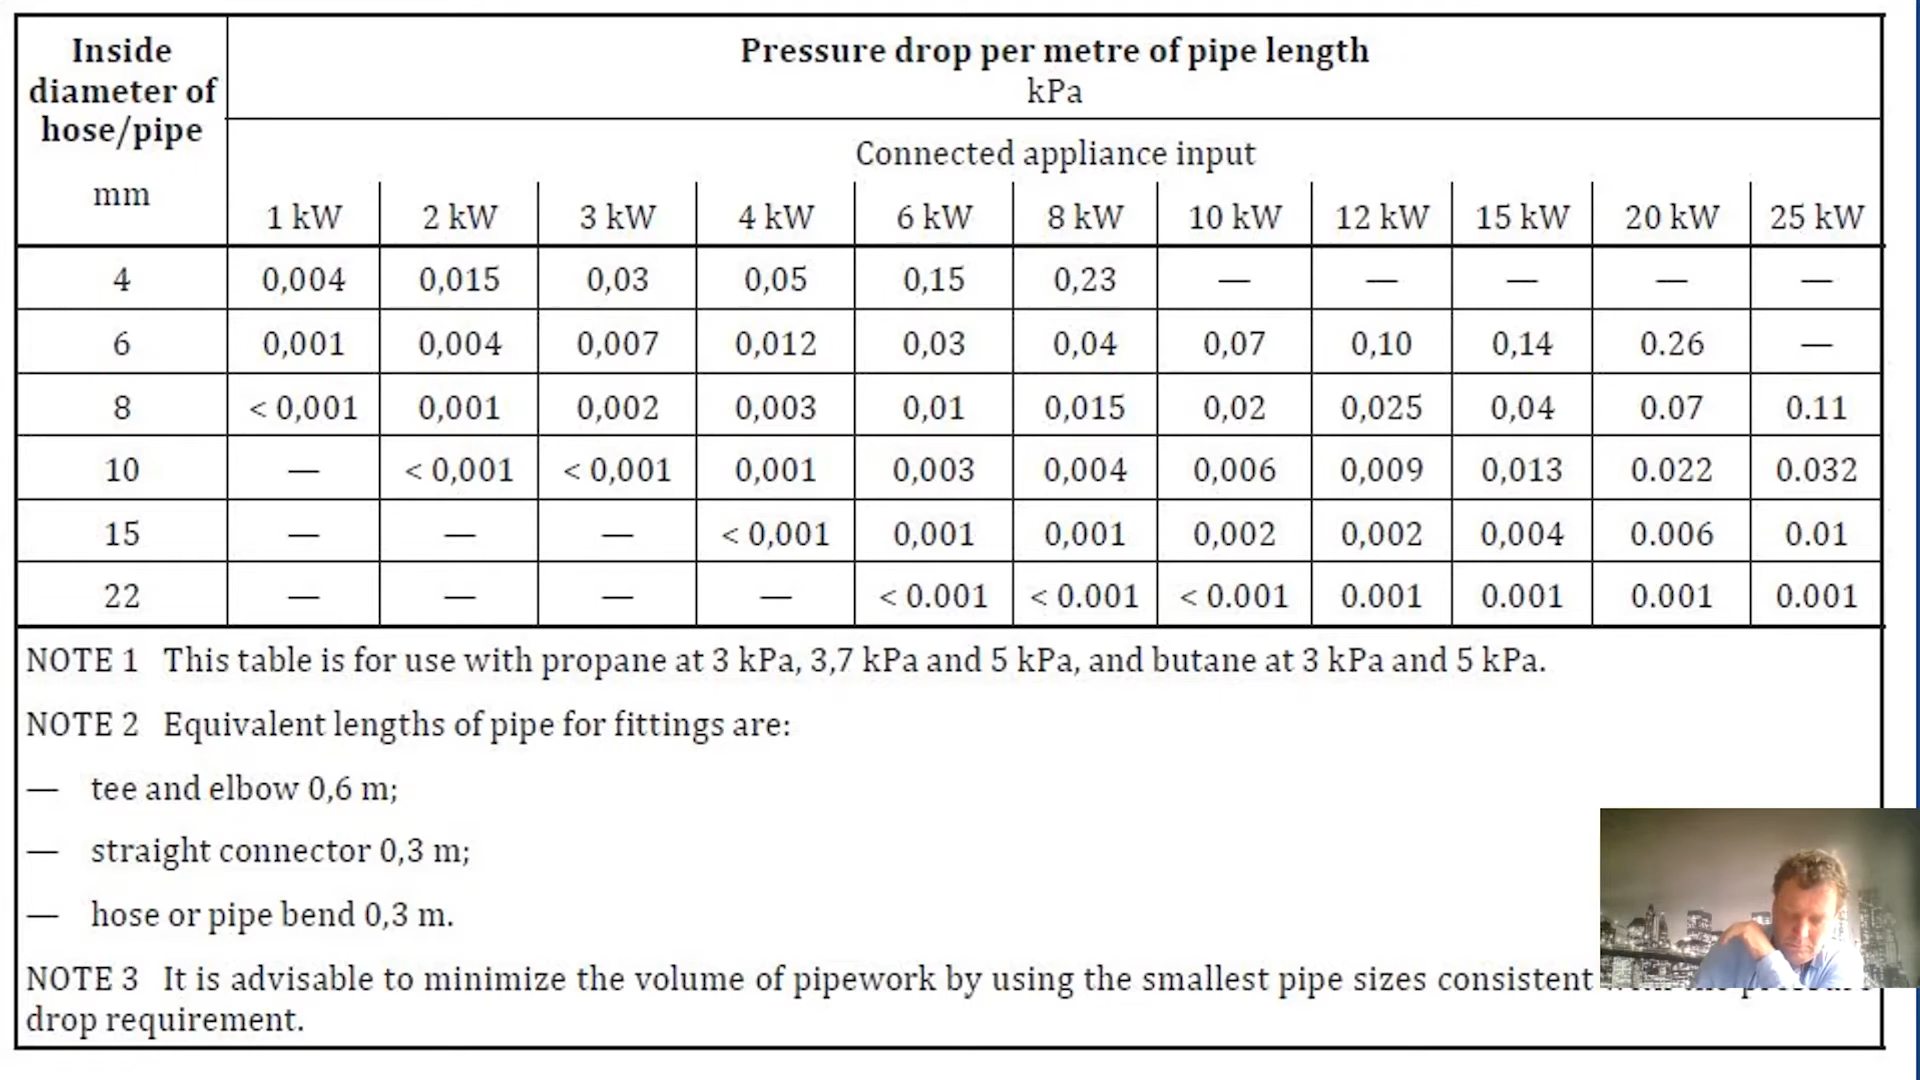 Inside diameter of hose/pipe mm
Pressure drop per metre of pipe length
kPa
Connected appliance input
1 kW 2 kW 3 kW 4 kW 6 kW 8 kW 10 kW 12 kW 15 kW 20 kW 25 kW
4 0,004 0,015 0,03 0,05 0,15 0,23 — — — — —
6 0,001 0,004 0,007 0,012 0,03 0,04 0,07 0,10 0,14 0.26 —
8 < 0,001 0,001 0,002 0,003 0,01 0,015 0,02 0,025 0,04 0.07 0.11
10 — < 0,001 < 0,001 0,001 0,003 0,004 0,006 0,009 0,013 0.022 0.032
15 — — — < 0,001 0,001 0,001 0,002 0,002 0,004 0.006 0.01
22 — — — — < 0.001 < 0.001 < 0.001 0.001 0.001 0.001 0.001
NOTE 1 This table is for use with propane at 3 kPa, 3,7 kPa and 5 kPa, and butane at 3 kPa and 5 kPa.
NOTE 2 Equivalent lengths of pipe for fittings are:
— tee and elbow 0,6 m;
— straight connector 0,3 m;
— hose or pipe bend 0,3 m.
NOTE 3 It is advisable to minimize the volume of pipework by using the smallest pipe sizes consistent
drop requirement.